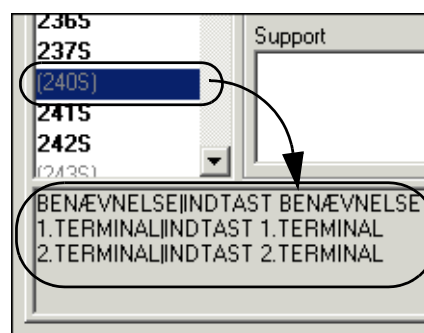 236S
237S
(240S)
241S
242S
(243S)
Support
BENÆVNELSE|INDTAST BENÆVNELSE
1.TERMINAL|INDTAST 1.TERMINAL
2.TERMINAL|INDTAST 2.TERMINAL